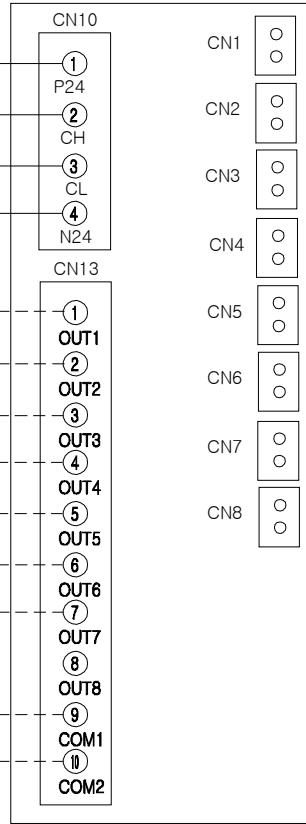 CN10
1
P24
2
CH
3
CL
4
N24
CN13
1
OUT1
2
OUT2
3
OUT3
4
OUT4
5
OUT5
6
OUT6
7
OUT7
8
OUT8
9
COM1
10
COM2
CN1
CN2
CN3
CN4
CN5
CN6
CN7
CN8